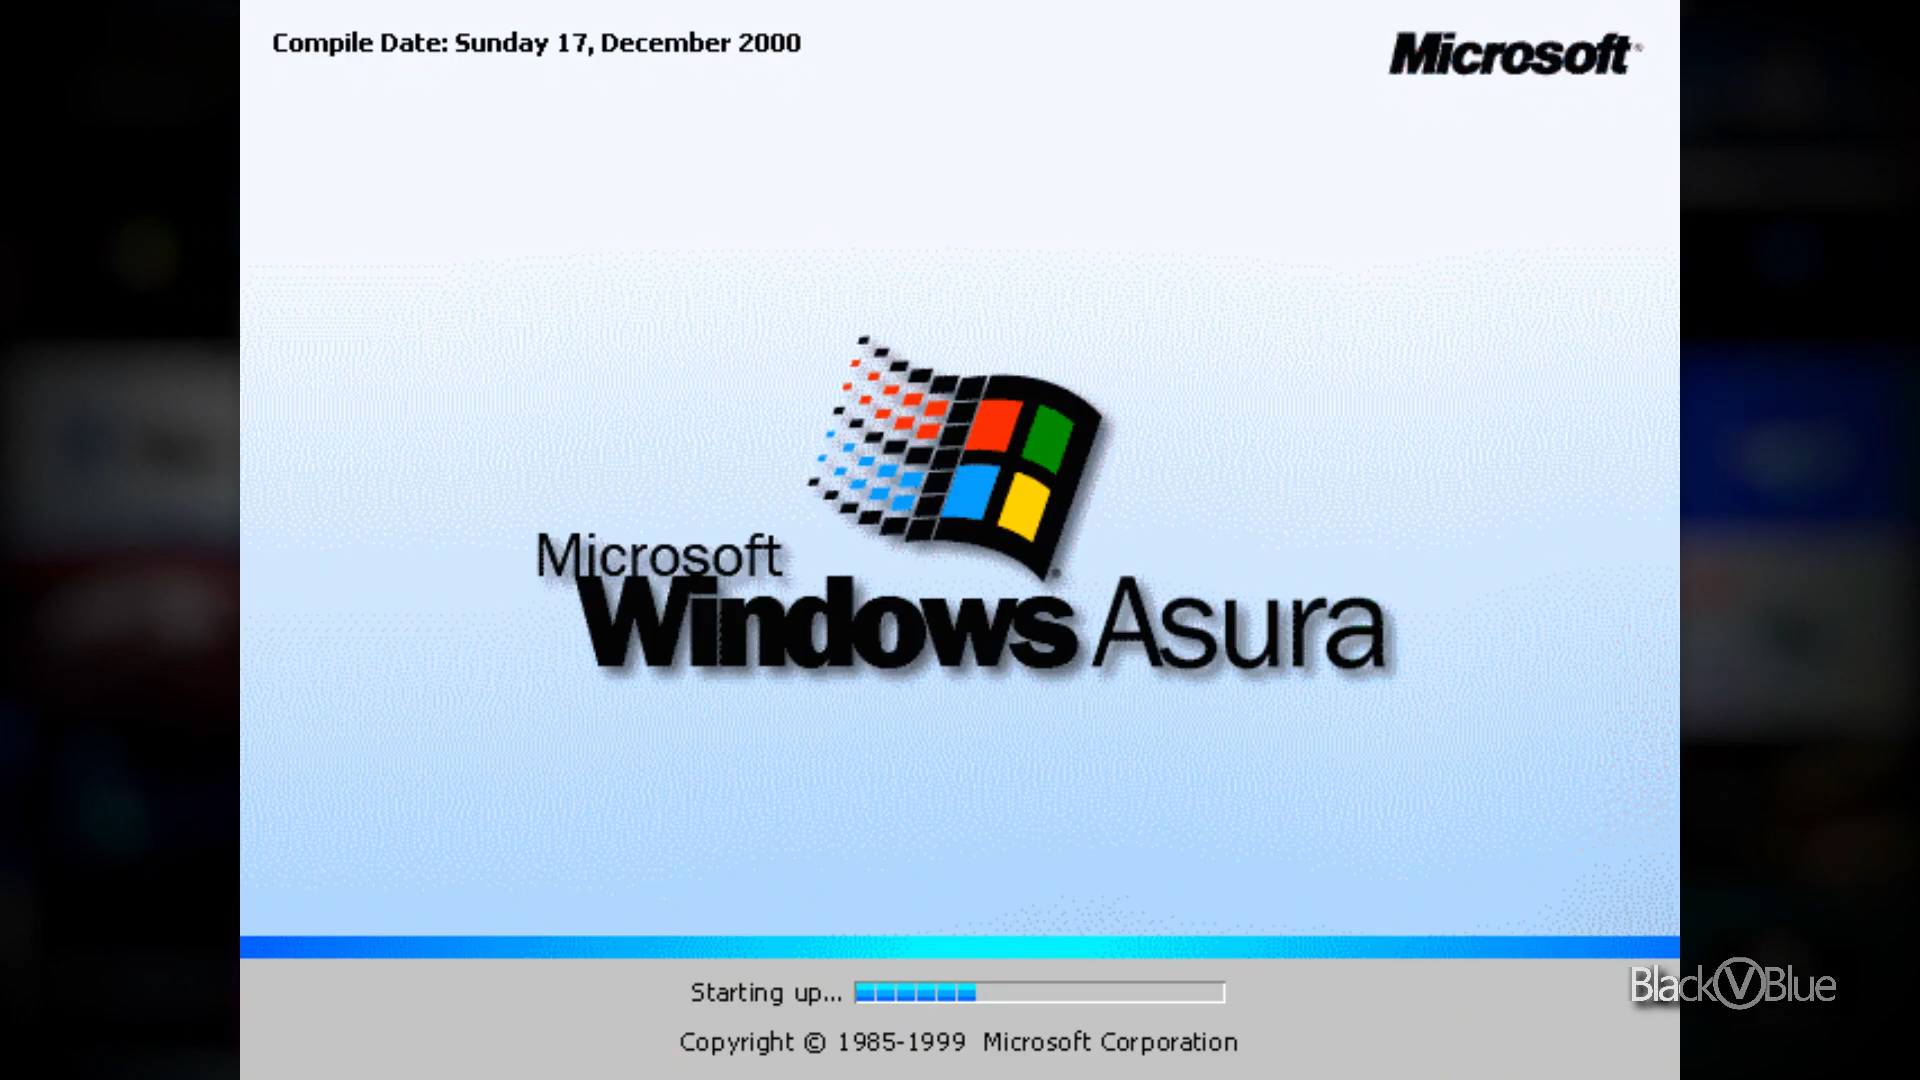 Compile Date: Sunday 17, December 2000
Microsoft
Microsoft
Windows Asura
Starting up...
Copyright © 1985-1999 Microsoft Corporation
BlackVBlue